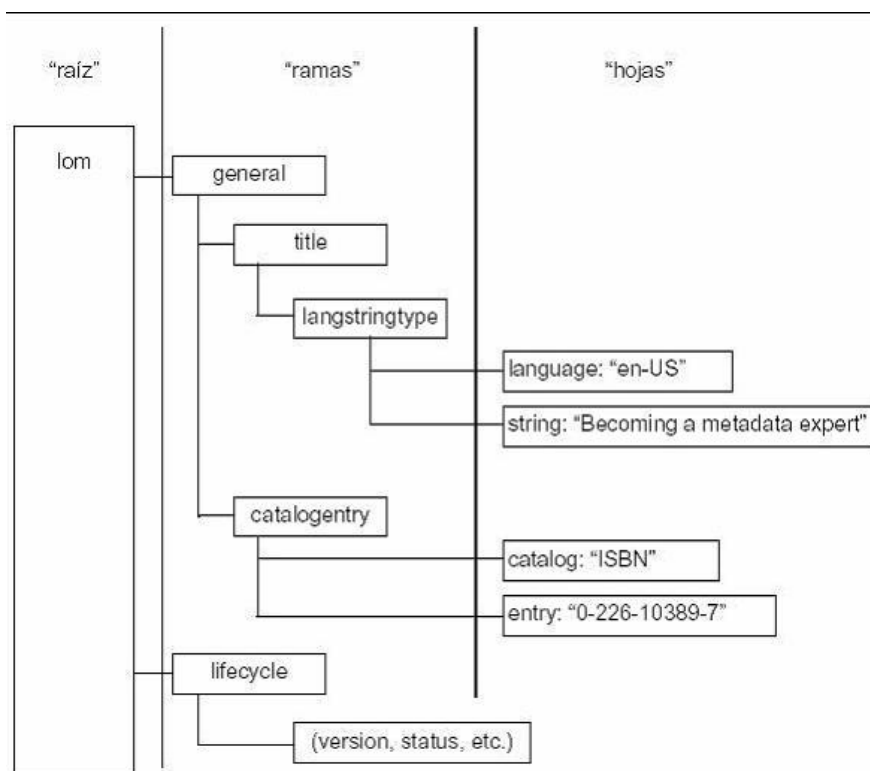 “raíz” “ramas” “hojas”
lom
general
title
langstringtype
language: “en-US”
string: “Becoming a metadata expert”
catalogentry
catalog: “ISBN”
entry: “0-226-10389-7”
lifecycle
(version, status, etc.)